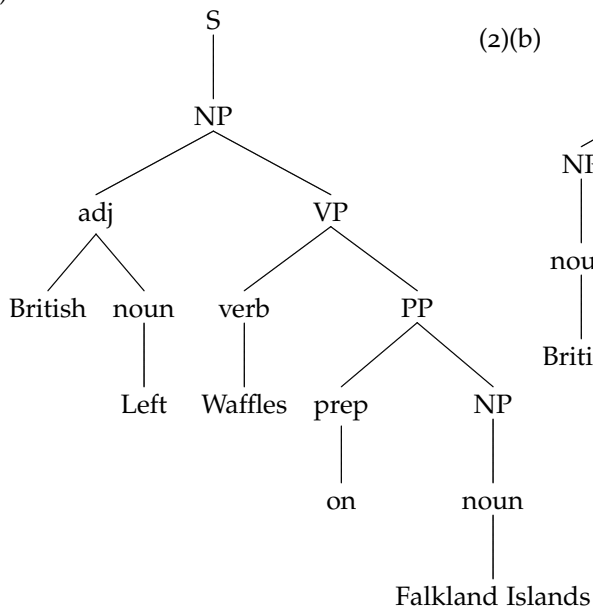 S
(2)(b)
NP
adj VP
British noun verb PP
Left Waffles prep NP
on noun
Falkland Islands